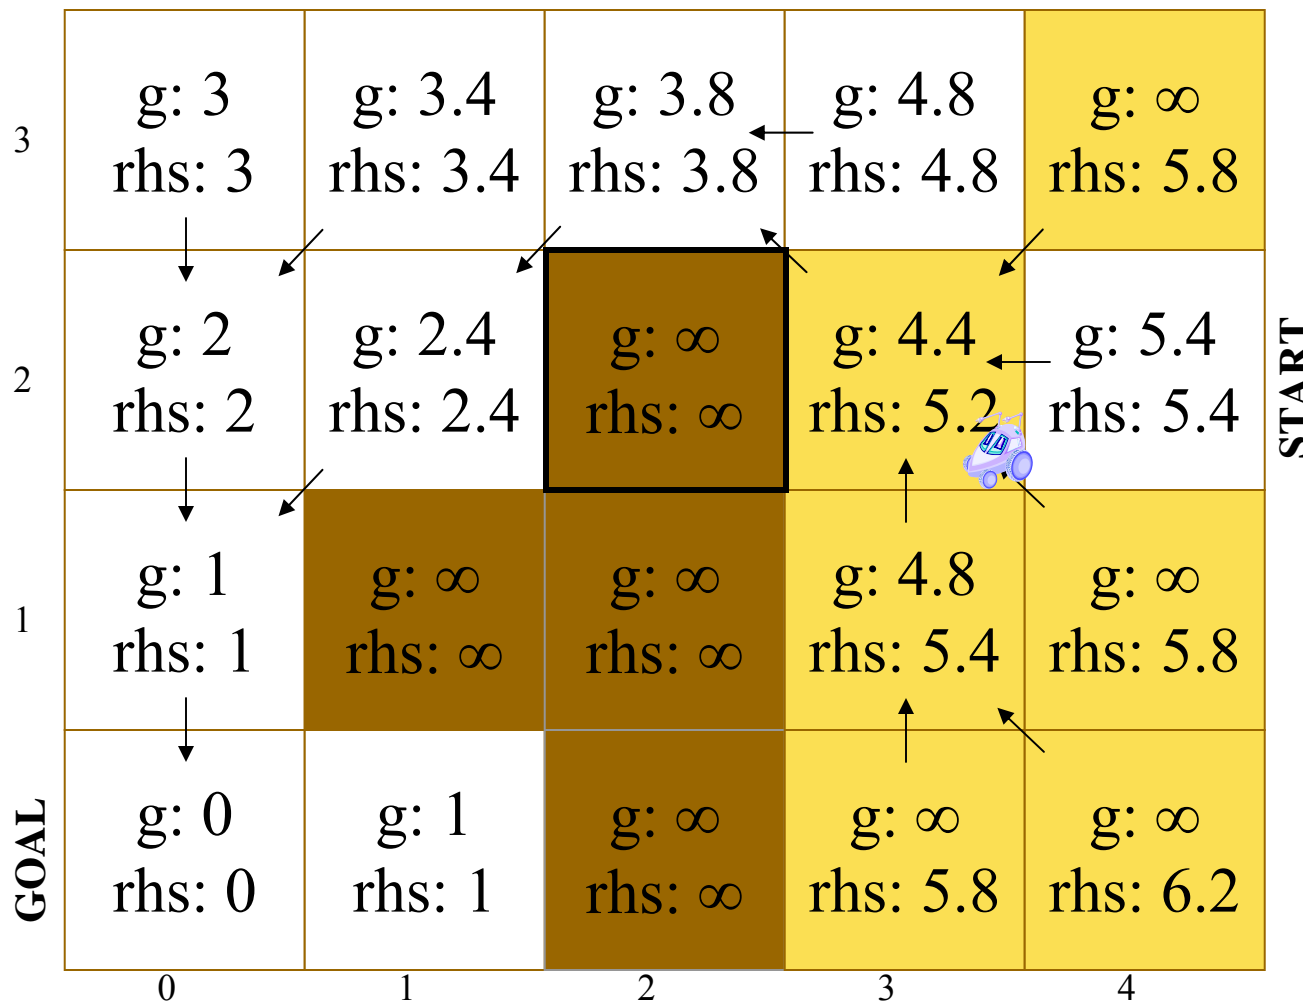 3
g: 3
rhs: 3
g: 3.4
rhs: 3.4
g: 3.8
rhs: 3.8
g: 4.8
rhs: 4.8
g: ∞
rhs: 5.8
2
g: 2
rhs: 2
g: 2.4
rhs: 2.4
g: ∞
rhs: ∞
g: 4.4
rhs: 5.2
g: 5.4
rhs: 5.4
START
1
g: 1
rhs: 1
g: ∞
rhs: ∞
g: ∞
rhs: ∞
g: 4.8
rhs: 5.4
g: ∞
rhs: 5.8
GOAL
g: 0
rhs: 0
g: 1
rhs: 1
g: ∞
rhs: ∞
g: ∞
rhs: 5.8
g: ∞
rhs: 6.2
0 1 2 3 4